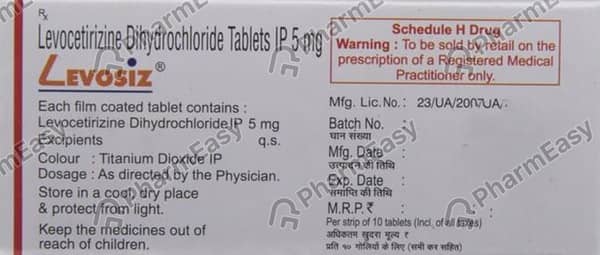 Rx
Levocetirizine Dihydrochloride Tablets IP 5 mg
LEVOSIZ®
Each film coated tablet contains :
Levocetirizine Dihydrochloride IP 5 mg
Excipients q.s.
Colour : Titanium Dioxide IP
Dosage : As directed by the Physician.
Store in a cool, dry place
& protect from light.
Keep the medicines out of
reach of children.
Schedule H Drug
Warning : To be sold by retail on the
prescription of a Registered Medical
Practitioner only.
Mfg. Lic. No. : 23/UA/2007
Batch No. :
घान संख्या
Mfg. Date :
उत्पादन की तिथि
Exp. Date :
समाप्ति की तिथि
M.R.P. ₹ :
Per strip of 10 tablets (Incl. of all taxes)
अधिकतम खुदरा मूल्य ₹
प्रति १० गोलियों के लिए (सभी कर सहित)
PharmEasy